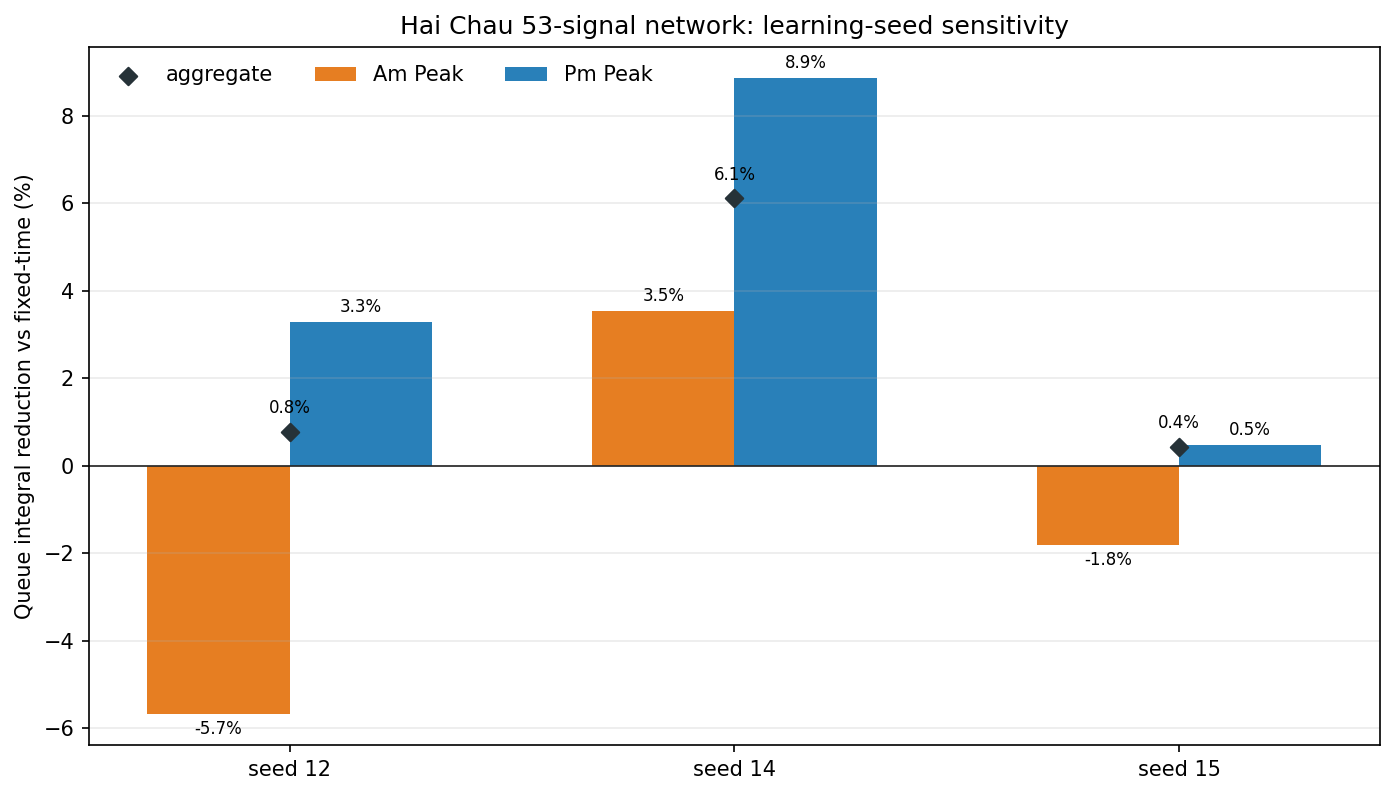 Hai Chau 53-signal network: learning-seed sensitivity
aggregate
Am Peak
Pm Peak
Queue integral reduction vs fixed-time (%)
8
6
4
2
0
−2
−4
−6
-5.7%
0.8%
3.3%
3.5%
6.1%
8.9%
-1.8%
0.4%
0.5%
seed 12
seed 14
seed 15